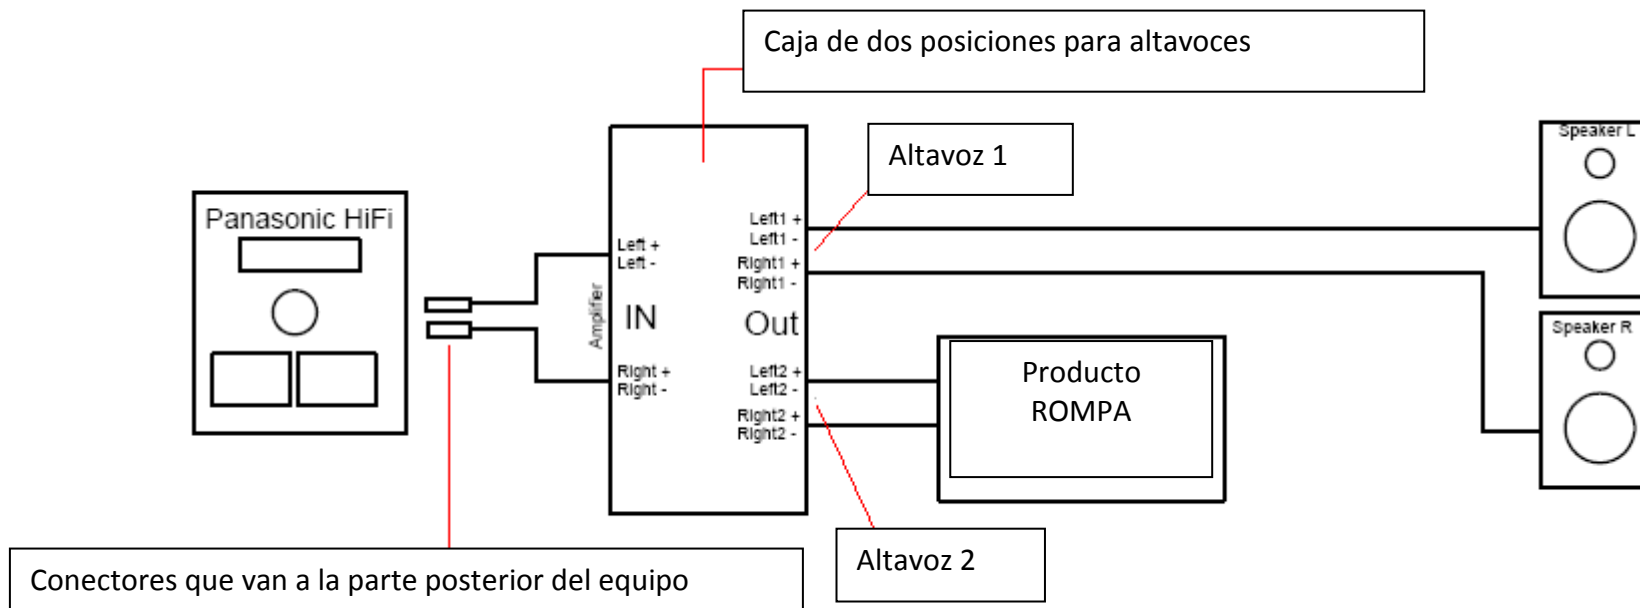 Caja de dos posiciones para altavoces
Altavoz 1
Speaker L
Panasonic HiFi
Left +
Left -
Amplifier
IN
Right +
Right -
Left1 +
Left1 -
Right1 +
Right1 -
Out
Left2 +
Left2 -
Right2 +
Right2 -
Speaker R
Producto
ROMPA
Altavoz 2
Conectores que van a la parte posterior del equipo